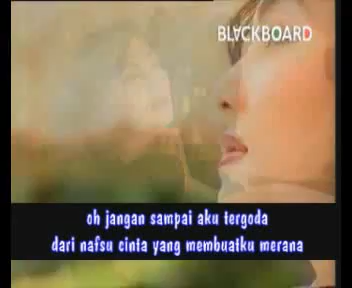 BLACKBOARD
oh jangan sampai aku tergoda
dari nafsu cinta yang membuatku merana